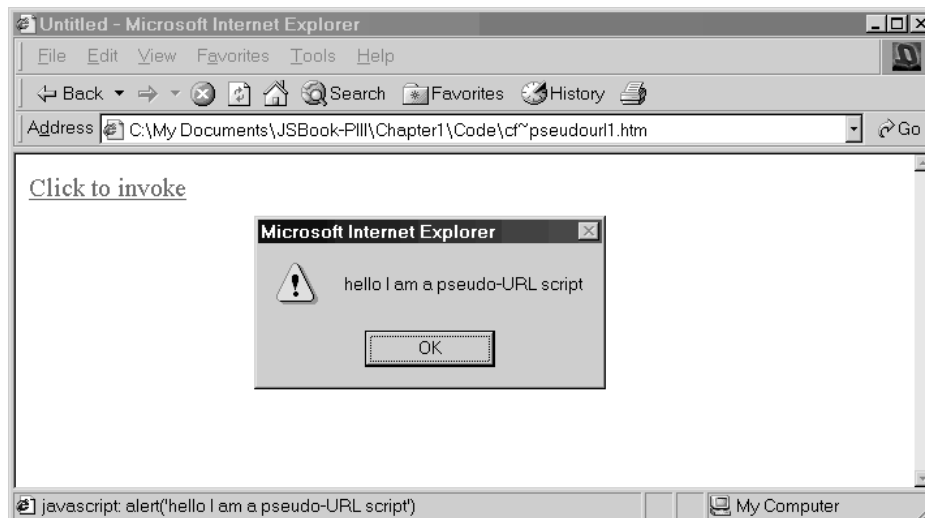 Untitled - Microsoft Internet Explorer
File Edit View Favorites Tools Help
Back Search Favorites History
Address C:\My Documents\JSBook-PIII\Chapter1\Code\cf~pseudourl1.htm Go
Click to invoke
Microsoft Internet Explorer
hello I am a pseudo-URL script
OK
javascript: alert('hello I am a pseudo-URL script') My Computer